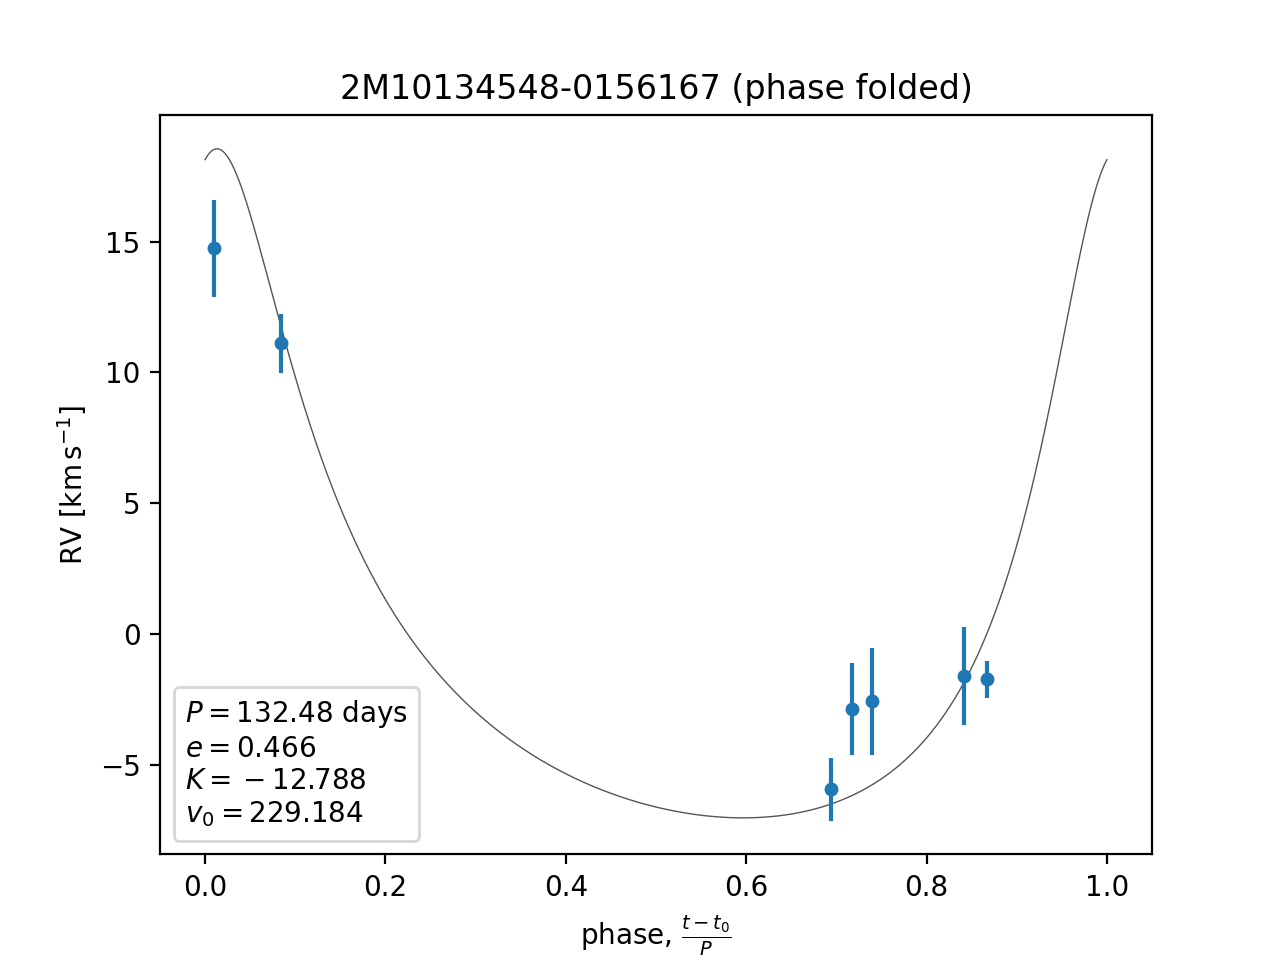 2M10134548-0156167 (phase folded)
RV [km s⁻¹]
15
10
5
0
−5
P = 132.48 days
e = 0.466
K = − 12.788
v₀ = 229.184
0.0 0.2 0.4 0.6 0.8 1.0
phase, (t − t₀)/P